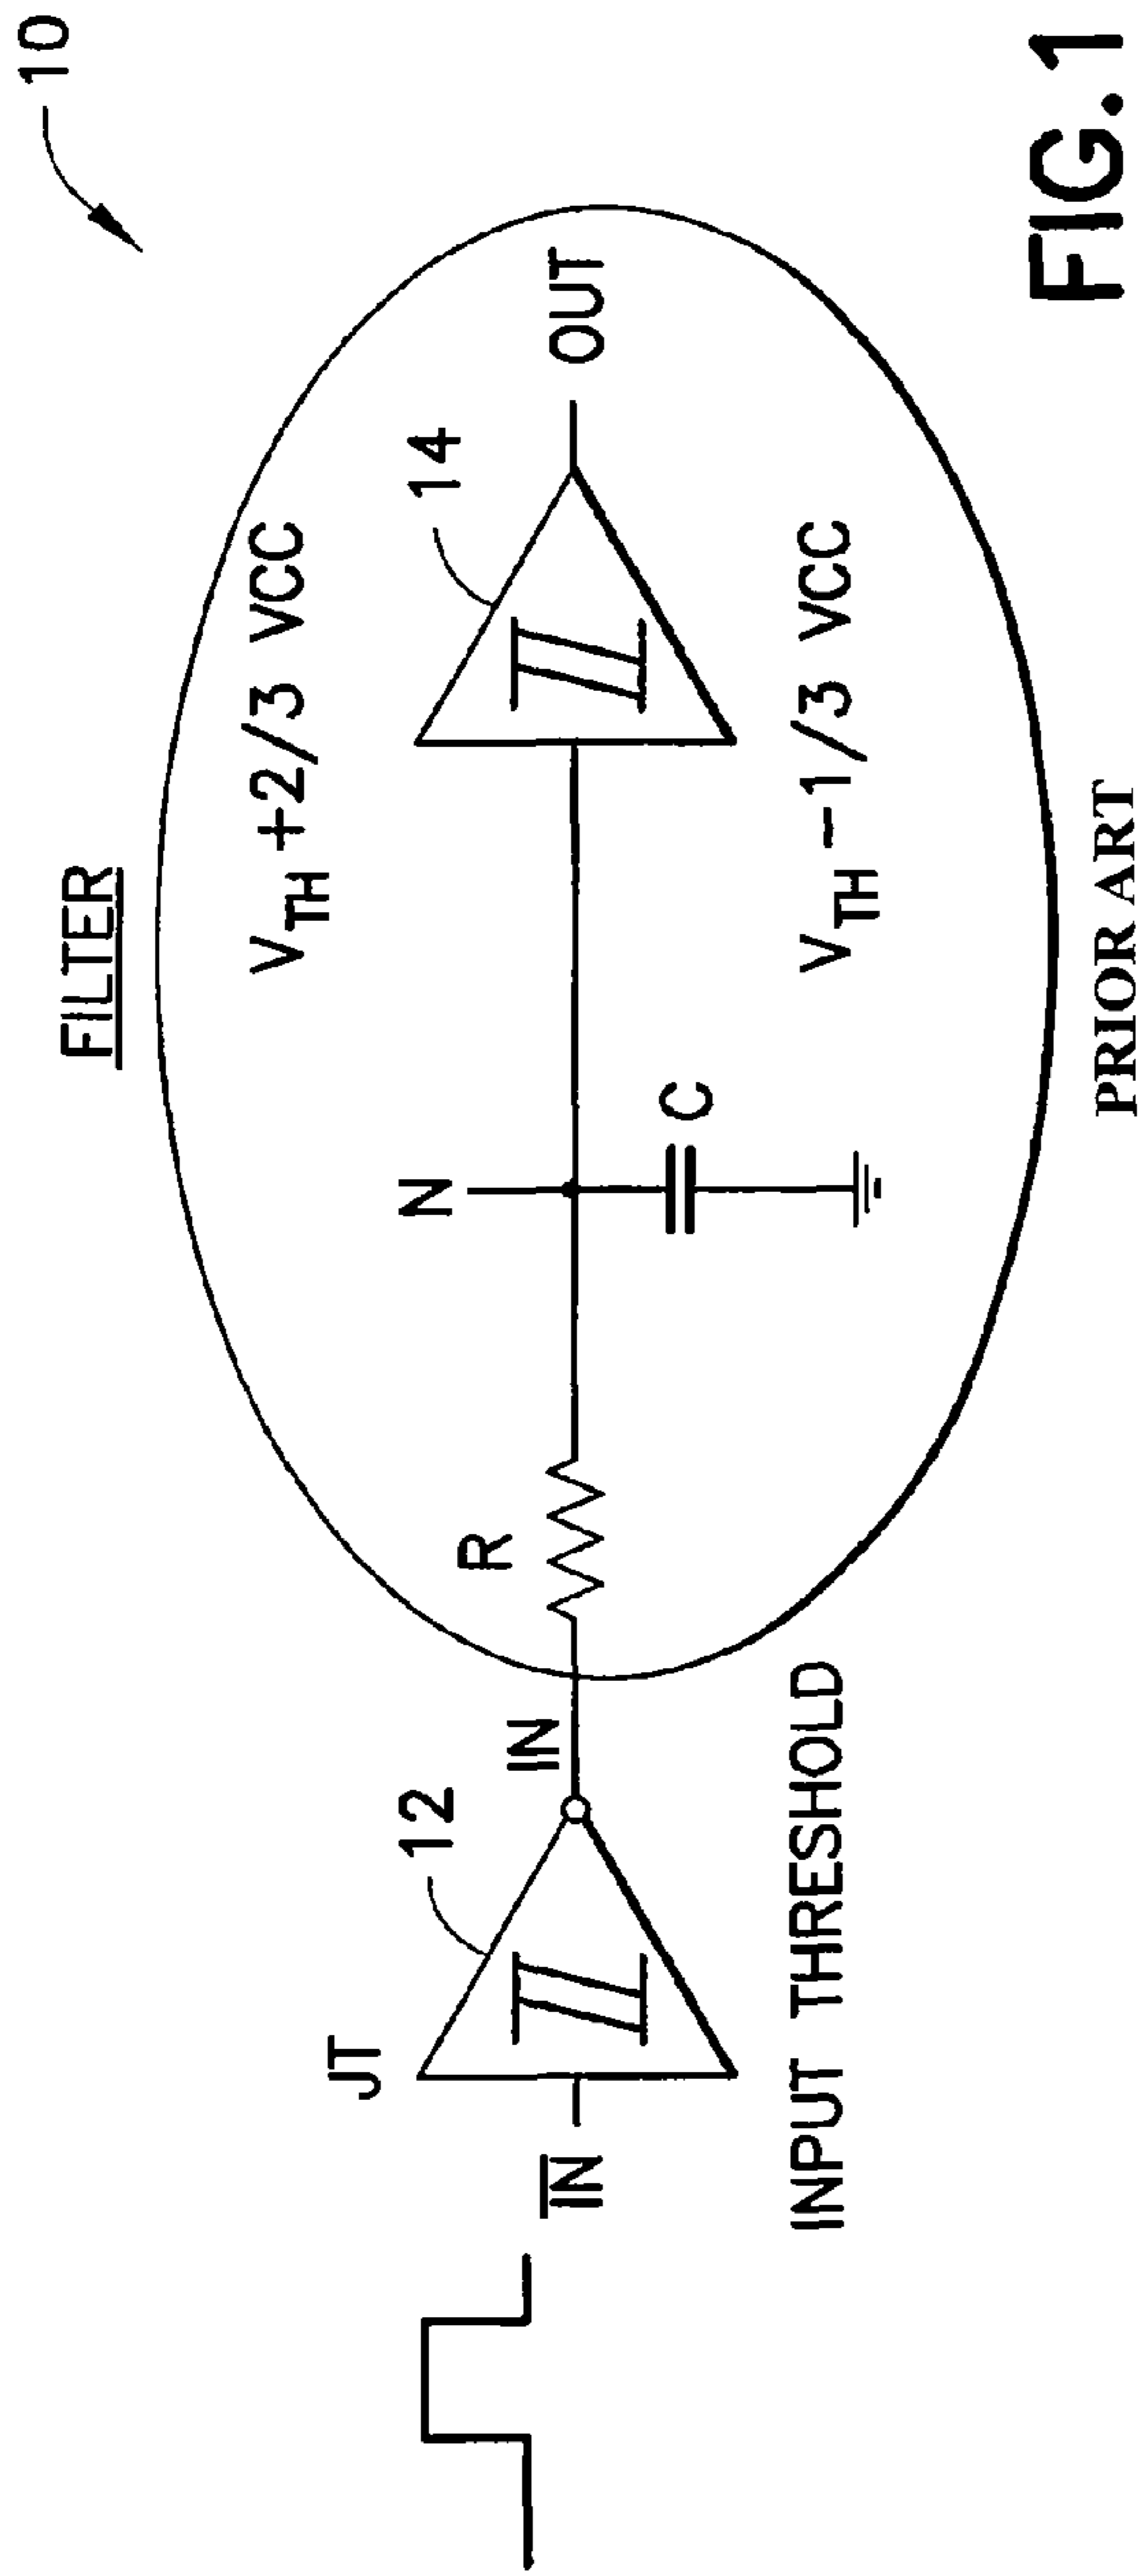 10
FILTER
V_TH +2/3 VCC
14
N
R
C
OUT
V_TH -1/3 VCC
JT
12
IN
I̅N̅
INPUT THRESHOLD
PRIOR ART
FIG. 1